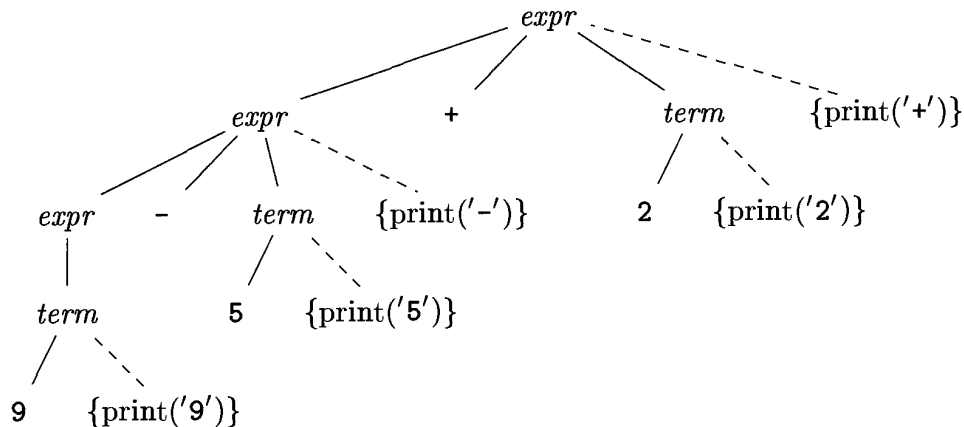 expr
expr + term {print('+')}
expr - term {print('-')} 2 {print('2')}
term 5 {print('5')}
9 {print('9')}